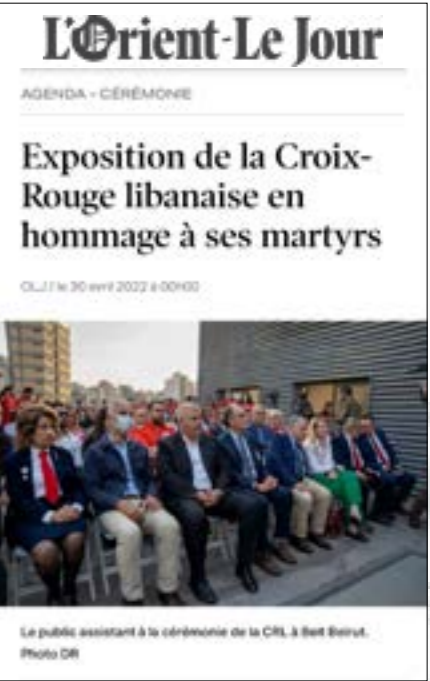 L'Orient-Le Jour
AGENDA - CÉRÉMONIE
Exposition de la Croix-
Rouge libanaise en
hommage à ses martyrs
OLJ / le 30 avril 2022 à 00h00
Le public assistant à la cérémonie de la CRL à Beit Beirut.
Photo DR